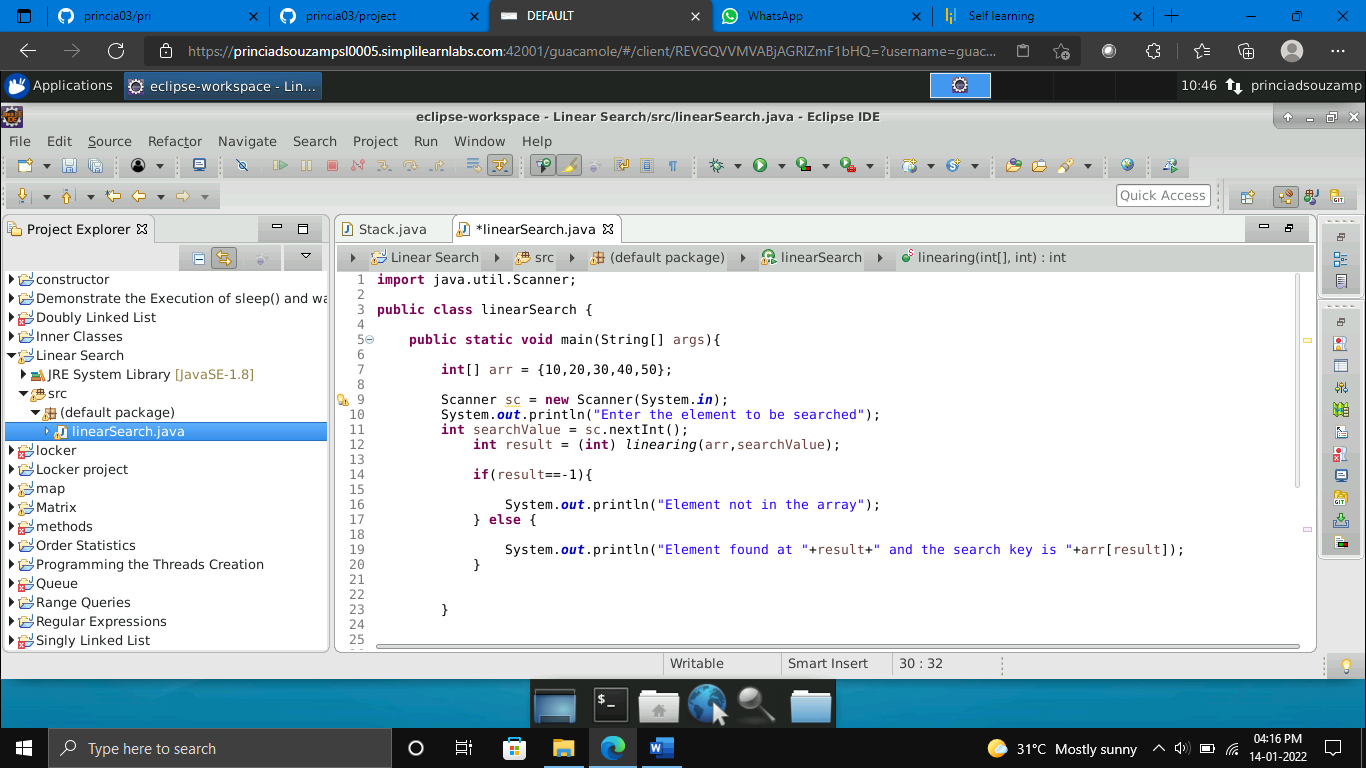 princia03/pri
princia03/project
DEFAULT
WhatsApp
Self learning
https://princiadsouzampsl0005.simplilearnlabs.com:42001/guacamole/#/client/REVGQVVMVABjAGRlZmF1bHQ=?username=guac...
Applications
eclipse-workspace - Lin...
10:46
princiadsouzamp
eclipse-workspace - Linear Search/src/linearSearch.java - Eclipse IDE
File Edit Source Refactor Navigate Search Project Run Window Help
Quick Access
Project Explorer
Stack.java
*linearSearch.java
Linear Search
src
(default package)
linearSearch
linearing(int[], int) : int
constructor
Demonstrate the Execution of sleep() and wa
Doubly Linked List
Inner Classes
Linear Search
JRE System Library [JavaSE-1.8]
src
(default package)
linearSearch.java
locker
Locker project
map
Matrix
methods
Order Statistics
Programming the Threads Creation
Queue
Range Queries
Regular Expressions
Singly Linked List
1 import java.util.Scanner;
2
3 public class linearSearch {
4
5 public static void main(String[] args){
6
7 int[] arr = {10,20,30,40,50};
8
9 Scanner sc = new Scanner(System.in);
10 System.out.println("Enter the element to be searched");
11 int searchValue = sc.nextInt();
12 int result = (int) linearing(arr,searchValue);
13
14 if(result==-1){
15
16 System.out.println("Element not in the array");
17 } else {
18
19 System.out.println("Element found at "+result+" and the search key is "+arr[result]);
20 }
21
22
23 }
24
25
Writable
Smart Insert
30 : 32
Type here to search
31°C Mostly sunny
04:16 PM
14-01-2022